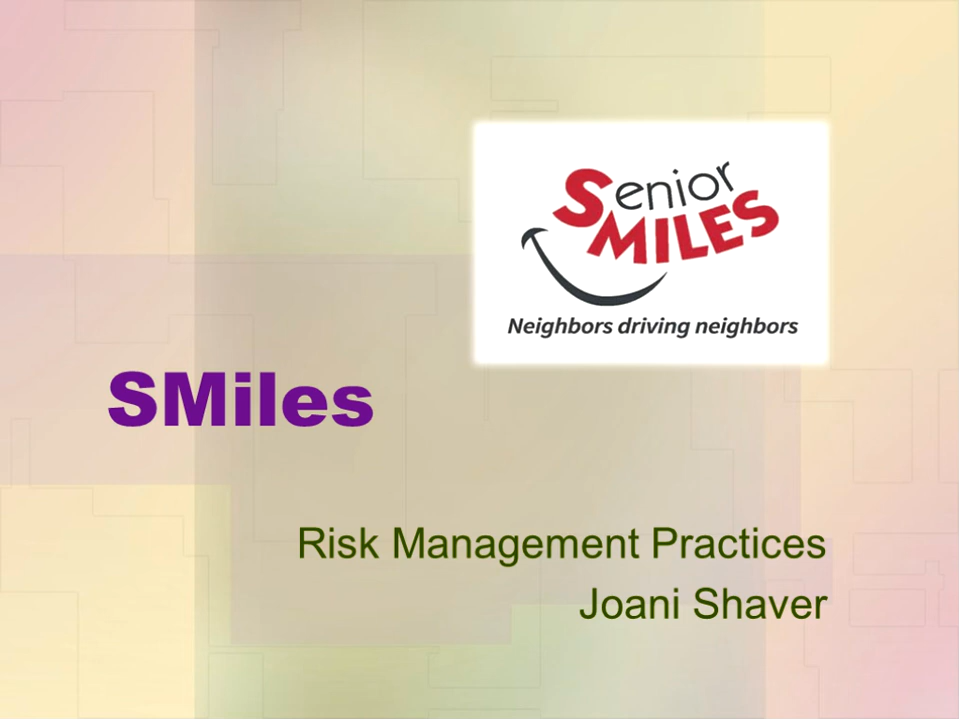 Senior
SMILES
Neighbors driving neighbors
SMiles
Risk Management Practices
Joani Shaver